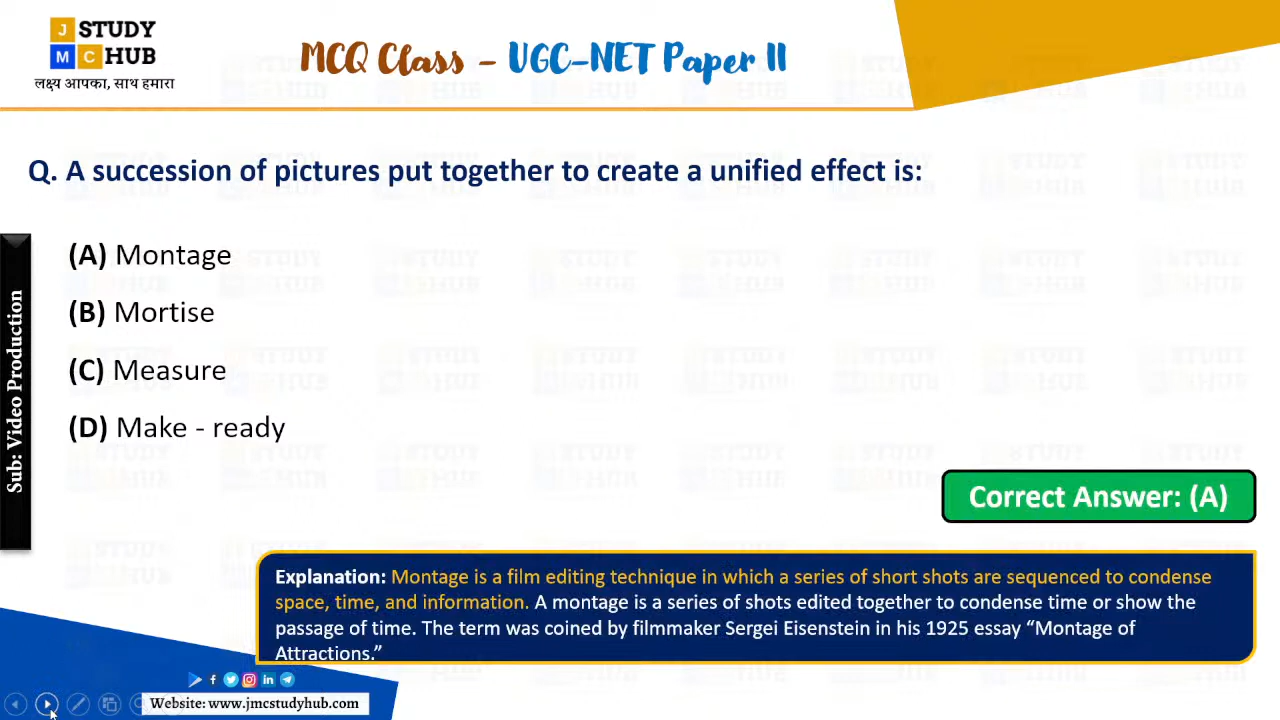 J STUDY
M C HUB
लक्ष्य आपका, साथ हमारा
MCQ Class - UGC-NET Paper II
Q. A succession of pictures put together to create a unified effect is:
(A) Montage
(B) Mortise
(C) Measure
(D) Make - ready
Sub: Video Production
Correct Answer: (A)
Explanation: Montage is a film editing technique in which a series of short shots are sequenced to condense
space, time, and information. A montage is a series of shots edited together to condense time or show the
passage of time. The term was coined by filmmaker Sergei Eisenstein in his 1925 essay “Montage of
Attractions.”
Website: www.jmcstudyhub.com